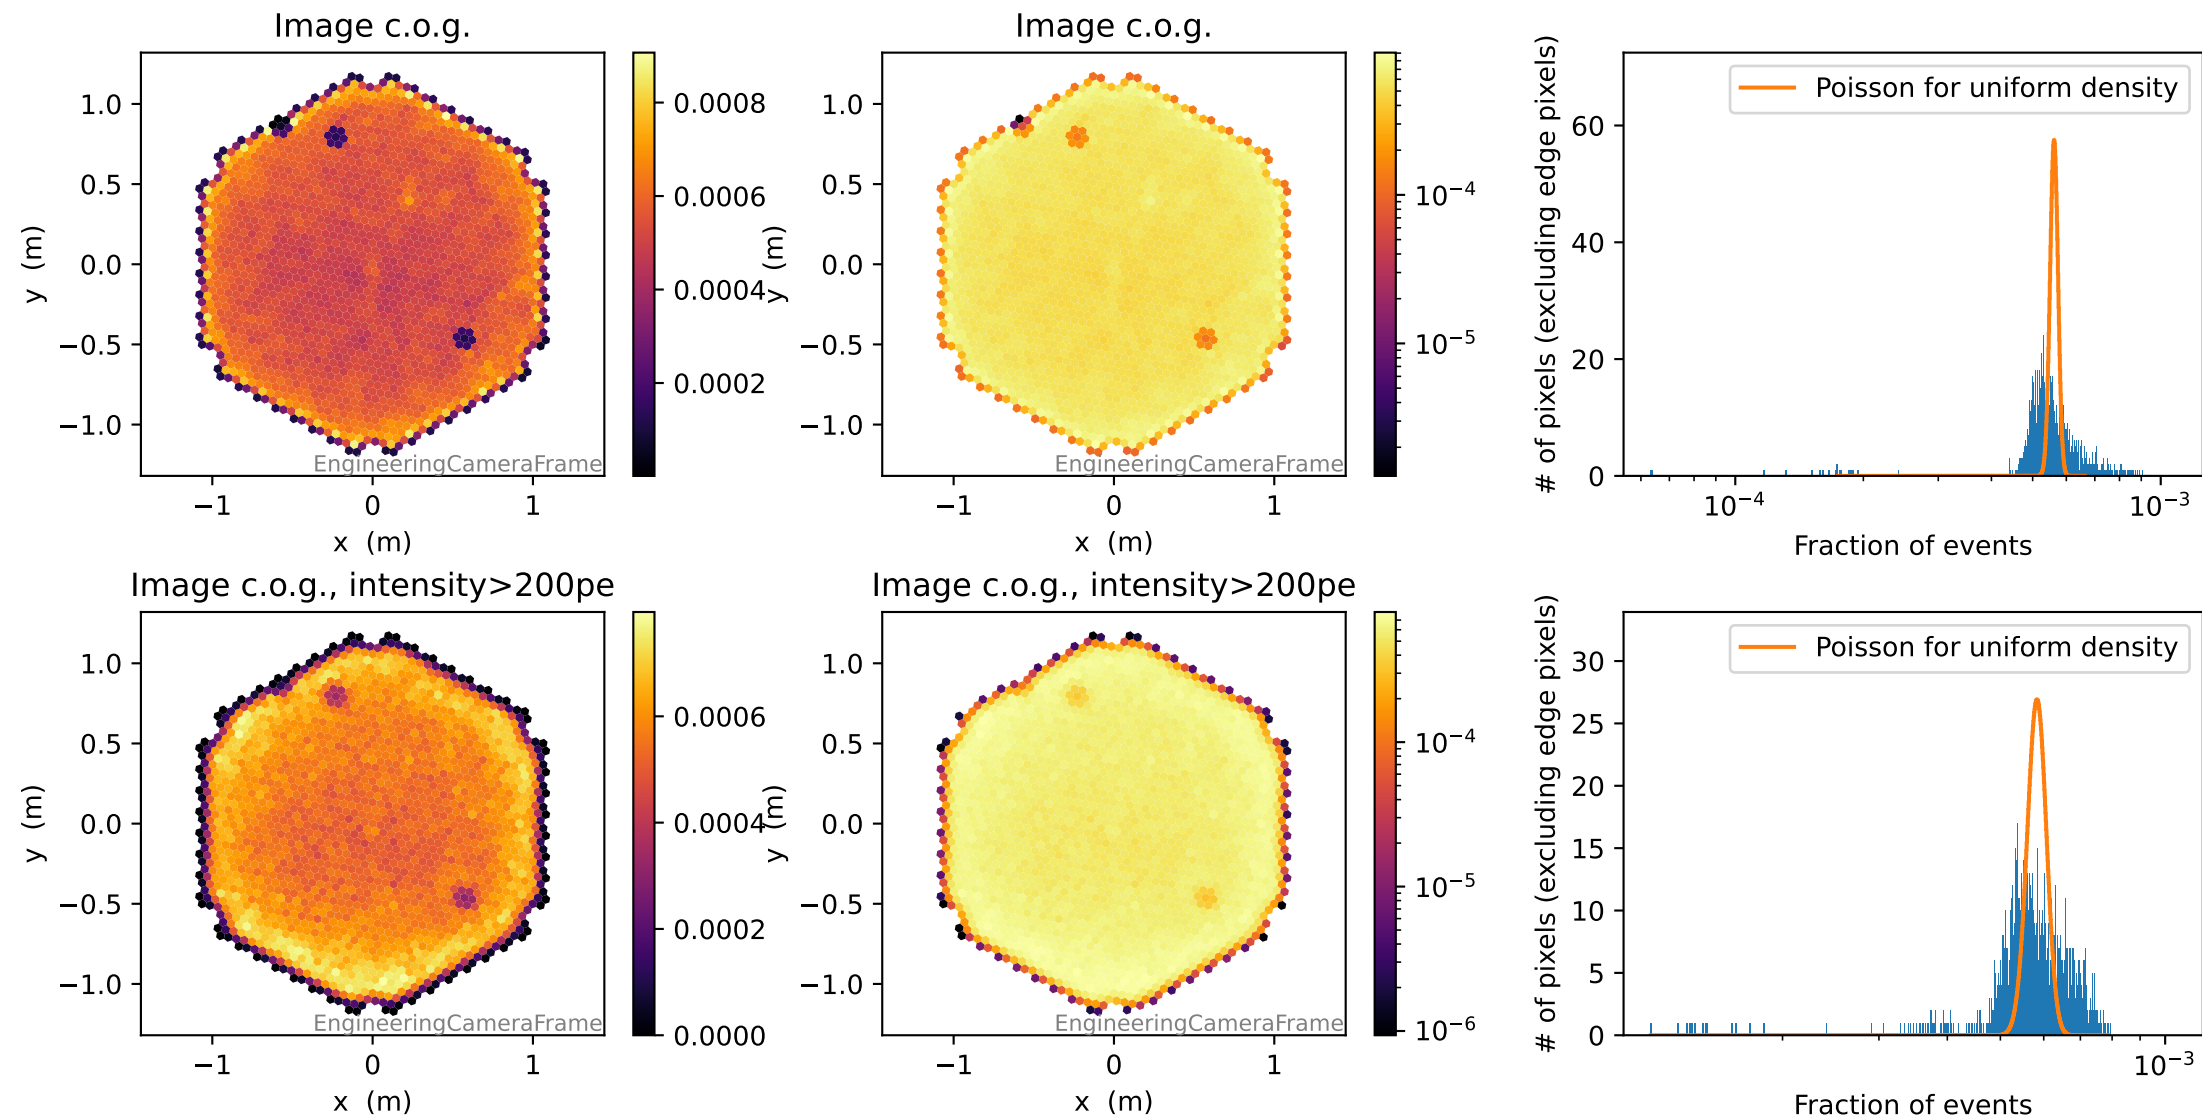 Image c.o.g.
1.0
0.5
0.0
−0.5
−1.0
y (m)
−1
0
1
x (m)
EngineeringCameraFrame
0.0008
0.0006
0.0004
0.0002
Image c.o.g.
1.0
0.5
0.0
−0.5
−1.0
y (m)
−1
0
1
x (m)
EngineeringCameraFrame
10⁻⁴
10⁻⁵
Poisson for uniform density
# of pixels (excluding edge pixels)
60
40
20
0
10⁻⁴
10⁻³
Fraction of events
Image c.o.g., intensity>200pe
1.0
0.5
0.0
−0.5
−1.0
y (m)
−1
0
1
x (m)
EngineeringCameraFrame
0.0006
0.0004
0.0002
0.0000
Image c.o.g., intensity>200pe
1.0
0.5
0.0
−0.5
−1.0
y (m)
−1
0
1
x (m)
EngineeringCameraFrame
10⁻⁴
10⁻⁵
10⁻⁶
Poisson for uniform density
# of pixels (excluding edge pixels)
30
25
20
15
10
5
0
10⁻³
Fraction of events